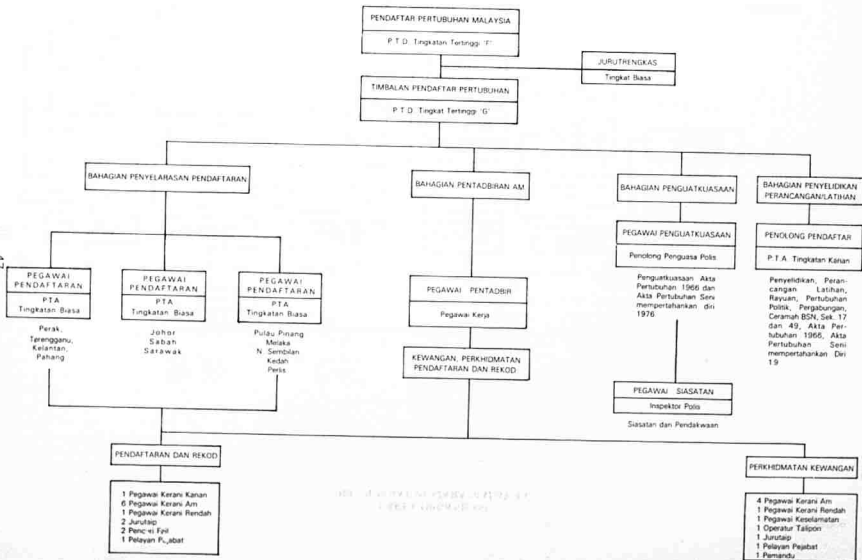 PENDAFTAR PERTUBUHAN MALAYSIA
P.T.D. Tingkatan Tertinggi 'F'
JURUTRENGKAS
Tingkat Biasa
TIMBALAN PENDAFTAR PERTUBUHAN
P.T.D. Tingkat Tertinggi 'G'
BAHAGIAN PENYELARASAN PENDAFTARAN
BAHAGIAN PENTADBIRAN AM
BAHAGIAN PENGUATKUASAAN
BAHAGIAN PENYELIDIKAN
PERANCANGAN/LATIHAN
PEGAWAI
PENDAFTARAN
PTA
Tingkatan Biasa
Perak,
Terengganu,
Kelantan,
Pahang
PEGAWAI
PENDAFTARAN
PTA
Tingkatan Biasa
Johor
Sabah
Sarawak
PEGAWAI
PENDAFTARAN
PTA
Tingkatan Biasa
Pulau Pinang
Melaka
N. Sembilan
Kedah
Perlis
PEGAWAI PENTADBIR
Pegawai Kerja
KEWANGAN, PERKHIDMATAN
PENDAFTARAN DAN REKOD
PEGAWAI PENGUATKUASAAN
Penolong Penguasa Polis
Penguatkuasaan Akta
Pertubuhan 1966 dan
Akta Pertubuhan Seni
mempertahankan diri
1976
PEGAWAI SIASATAN
Inspektor Polis
Siasatan dan Pendakwaan
PENOLONG PENDAFTAR
P.T.A. Tingkatan Kanan
Penyelidikan, Peran-
cangan Latihan,
Rayuan, Pertubuhan
Politik, Pergabungan,
Ceramah BSN, Sek. 17
dan 49, Akta Per-
tubuhan 1966, Akta
Pertubuhan Seni
mempertahankan Diri
19
PENDAFTARAN DAN REKOD
1 Pegawai Kerani Kanan
6 Pegawai Kerani Am
1 Pegawai Kerani Rendah
2 Jurutaip
2 Pencari Fail
1 Pelayan Pejabat
PERKHIDMATAN KEWANGAN
4 Pegawai Kerani Am
1 Pegawai Kerani Rendah
1 Pegawai Keselamatan
1 Operatur Talipon
1 Jurutaip
1 Pelayan Pejabat
1 Pemandu